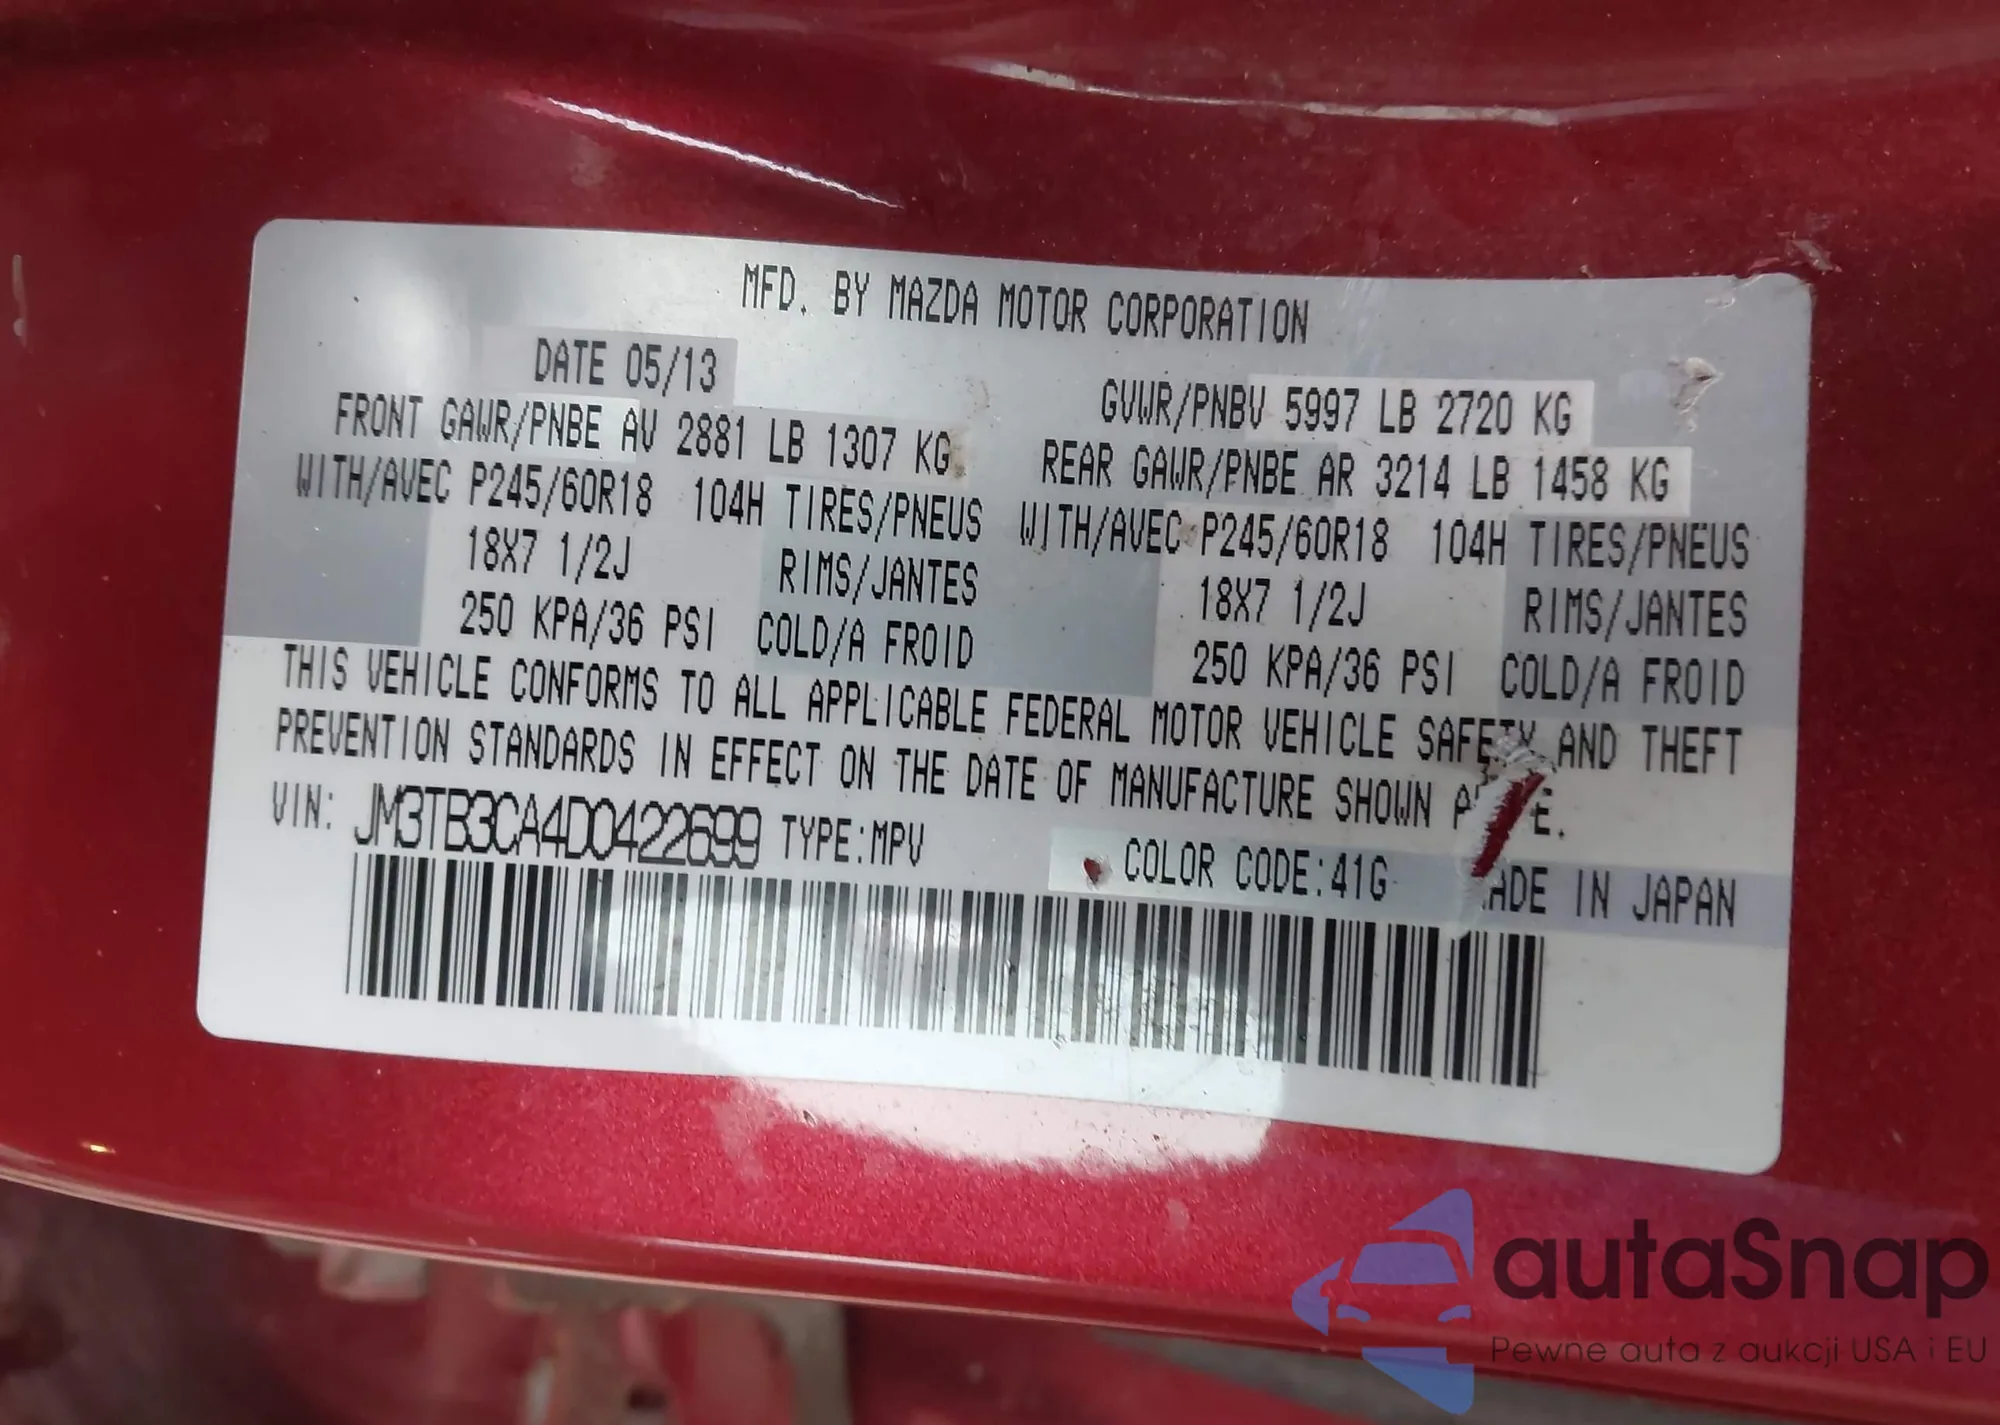 MFD. BY MAZDA MOTOR CORPORATION
DATE 05/13
GVWR/PNBV 5997 LB 2720 KG
FRONT GAWR/PNBE AV 2881 LB 1307 KG
REAR GAWR/PNBE AR 3214 LB 1458 KG
WITH/AVEC P245/60R18 104H TIRES/PNEUS
WITH/AVEC P245/60R18 104H TIRES/PNEUS
18X7 1/2J RIMS/JANTES
18X7 1/2J RIMS/JANTES
250 KPA/36 PSI COLD/A FROID
250 KPA/36 PSI COLD/A FROID
THIS VEHICLE CONFORMS TO ALL APPLICABLE FEDERAL MOTOR VEHICLE SAFETY AND THEFT
PREVENTION STANDARDS IN EFFECT ON THE DATE OF MANUFACTURE SHOWN
VIN: JM3TB3CA4D0422699 TYPE:MPV
COLOR CODE:41G
IN JAPAN
autaSnap
Pewne auta z aukcji USA i EU